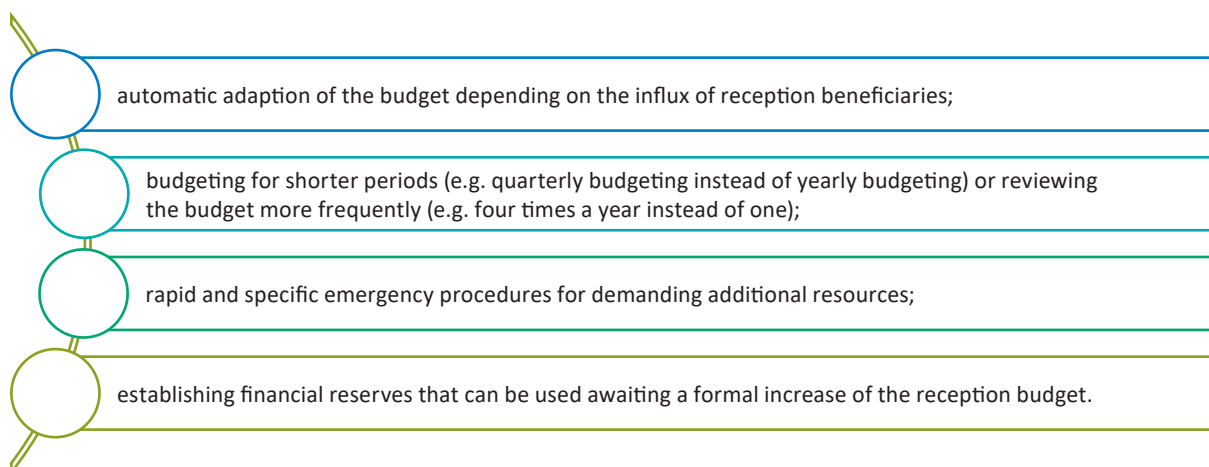 automatic adaption of the budget depending on the influx of reception beneficiaries;
budgeting for shorter periods (e.g. quarterly budgeting instead of yearly budgeting) or reviewing
the budget more frequently (e.g. four times a year instead of one);
rapid and specific emergency procedures for demanding additional resources;
establishing financial reserves that can be used awaiting a formal increase of the reception budget.